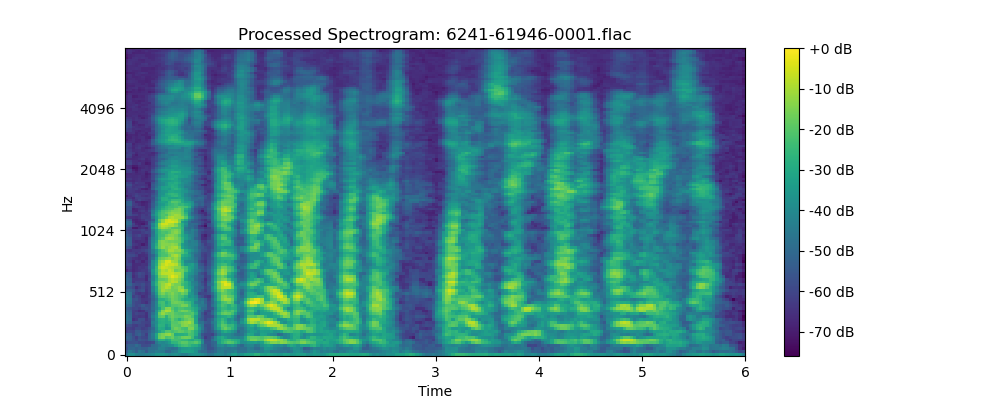 Processed Spectrogram: 6241-61946-0001.flac
Hz
4096
2048
1024
512
0
0 1 2 3 4 5 6
Time
+0 dB
-10 dB
-20 dB
-30 dB
-40 dB
-50 dB
-60 dB
-70 dB